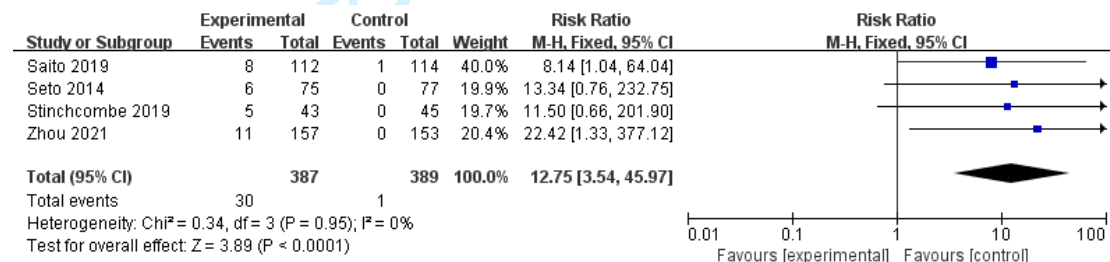 Experimental Control Risk Ratio Risk Ratio
Study or Subgroup Events Total Events Total Weight M-H, Fixed, 95% CI M-H, Fixed, 95% CI
Saito 2019 8 112 1 114 40.0% 8.14 [1.04, 64.04]
Seto 2014 6 75 0 77 19.9% 13.34 [0.76, 232.75]
Stinchcombe 2019 5 43 0 45 19.7% 11.50 [0.66, 201.90]
Zhou 2021 11 157 0 153 20.4% 22.42 [1.33, 377.12]
Total (95% CI) 387 389 100.0% 12.75 [3.54, 45.97]
Total events 30 1
Heterogeneity: Chi² = 0.34, df = 3 (P = 0.95); I² = 0%
Test for overall effect: Z = 3.89 (P < 0.0001)
0.01 0.1 1 10 100
Favours [experimental] Favours [control]